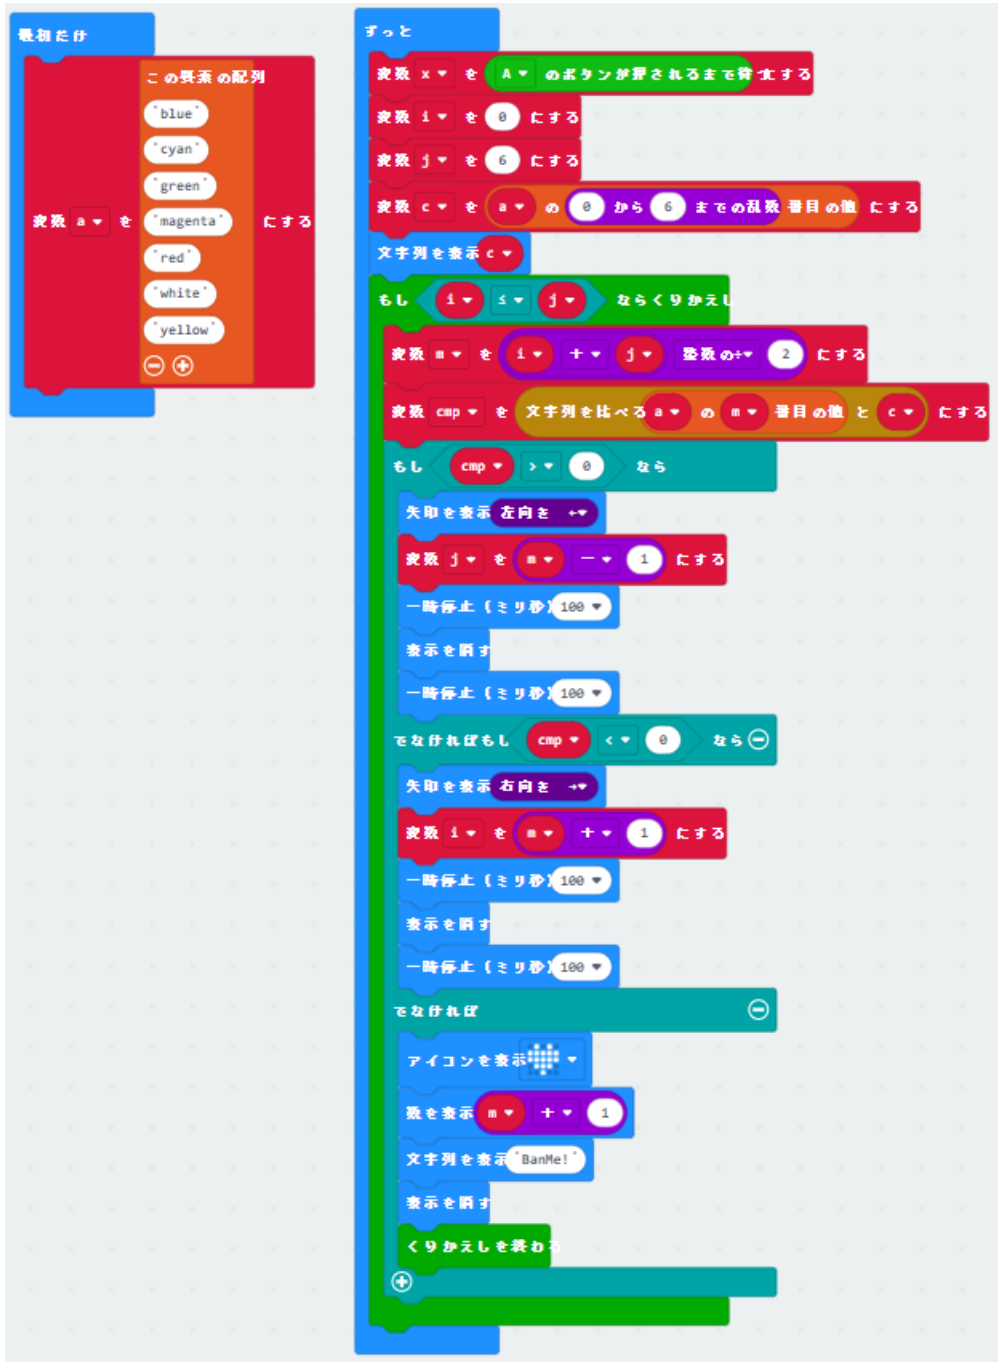 最初だけ
この要素の配列
"blue"
"cyan"
"green"
変数 a を "magenta" にする
"red"
"white"
"yellow"
ずっと
変数 x を A のボタンが押されるまで待つ にする
変数 i を 0 にする
変数 j を 6 にする
変数 c を a の 0 から 6 までの乱数 番目の値 にする
文字列を表示 c
もし i ≤ j ならくりかえし
変数 m を i + j 整数の÷ 2 にする
変数 cmp を 文字列を比べる a の m 番目の値 と c にする
もし cmp > 0 なら
矢印を表示 左向き ←
変数 j を m - 1 にする
一時停止（ミリ秒） 100
表示を消す
一時停止（ミリ秒） 100
でなければもし cmp < 0 なら
矢印を表示 右向き →
変数 i を m + 1 にする
一時停止（ミリ秒） 100
表示を消す
一時停止（ミリ秒） 100
でなければ
アイコンを表示
数を表示 m + 1
文字列を表示 "BanMe!"
表示を消す
くりかえしを終わる